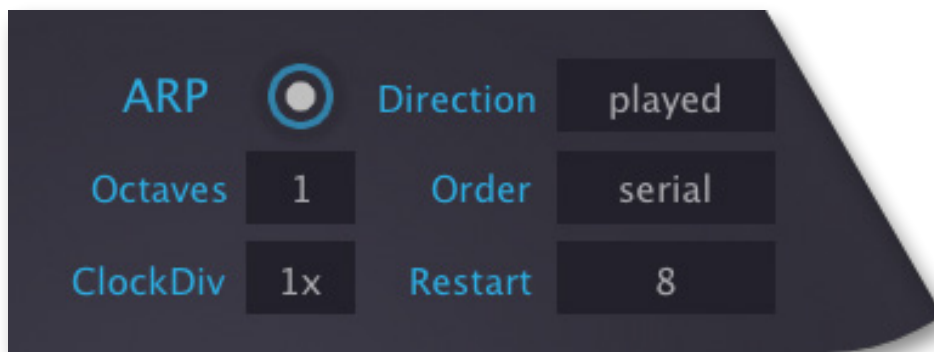 ARP Direction played
Octaves 1 Order serial
ClockDiv 1x Restart 8